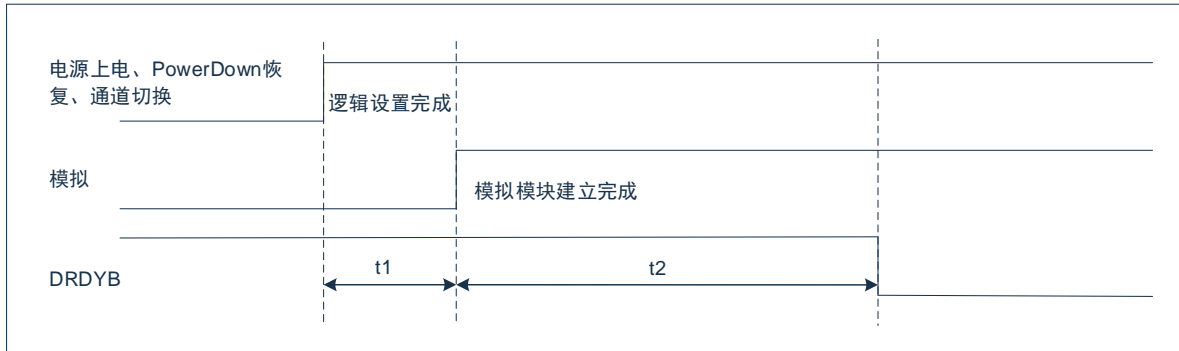 电源上电、PowerDown恢
复、通道切换
逻辑设置完成
模拟
模拟模块建立完成
DRDYB
t1
t2